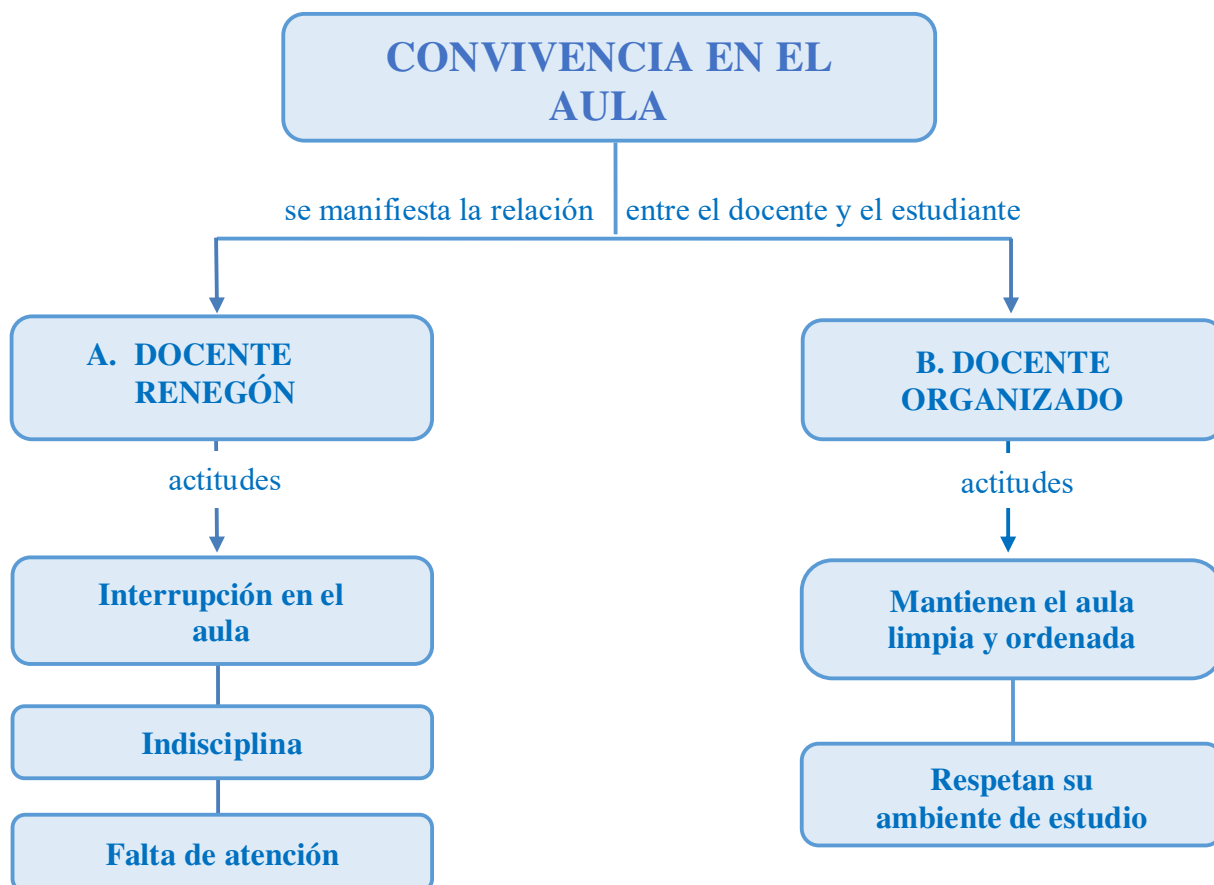 CONVIVENCIA EN EL
AULA
se manifiesta la relación entre el docente y el estudiante
A. DOCENTE
RENEGÓN
actitudes
Interrupción en el
aula
Indisciplina
Falta de atención
B. DOCENTE
ORGANIZADO
actitudes
Mantienen el aula
limpia y ordenada
Respetan su
ambiente de estudio